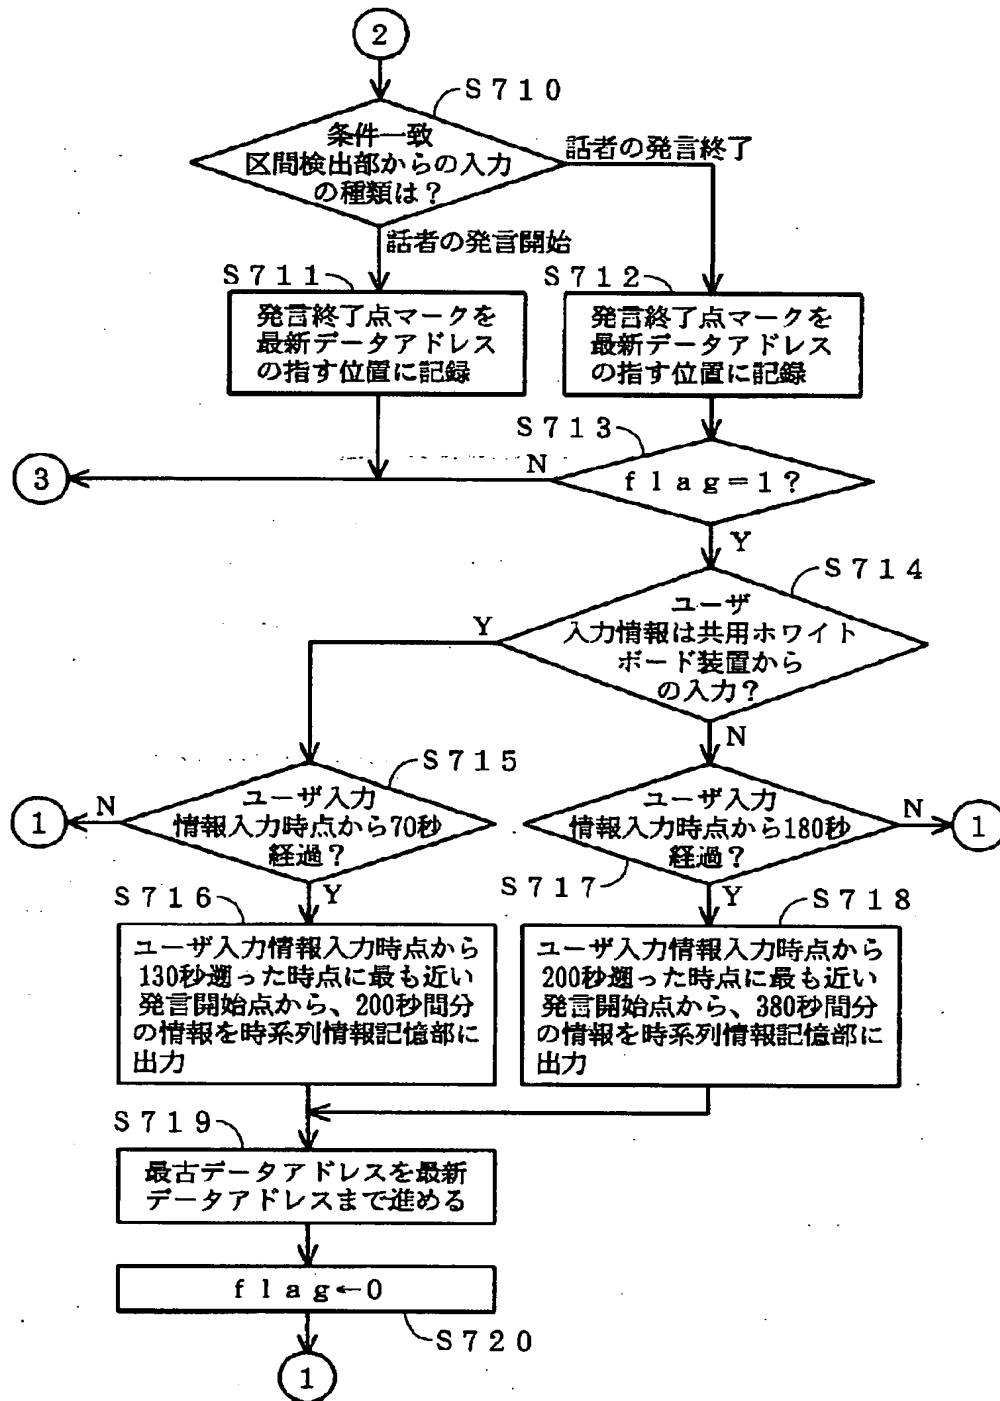 2
S710
条件一致
区間検出部からの入力
の種類は?
話者の発言終了
話者の発言開始
S711
発言終了点マークを
最新データアドレス
の指す位置に記録
S712
発言終了点マークを
最新データアドレス
の指す位置に記録
S713
flag=1?
N
3
Y
S714
ユーザ
入力情報は共用ホワイト
ボード装置から
の入力?
Y
N
S715
ユーザ入力
情報入力時点から70秒
経過?
N
1
Y
S717
ユーザ入力
情報入力時点から180秒
経過?
N
1
Y
S716
ユーザ入力情報入力時点から
130秒遡った時点に最も近い
発言開始点から、200秒間分
の情報を時系列情報記憶部に
出力
S718
ユーザ入力情報入力時点から
200秒遡った時点に最も近い
発言開始点から、380秒間分
の情報を時系列情報記憶部に
出力
S719
最古データアドレスを最新
データアドレスまで進める
flag←0
S720
1